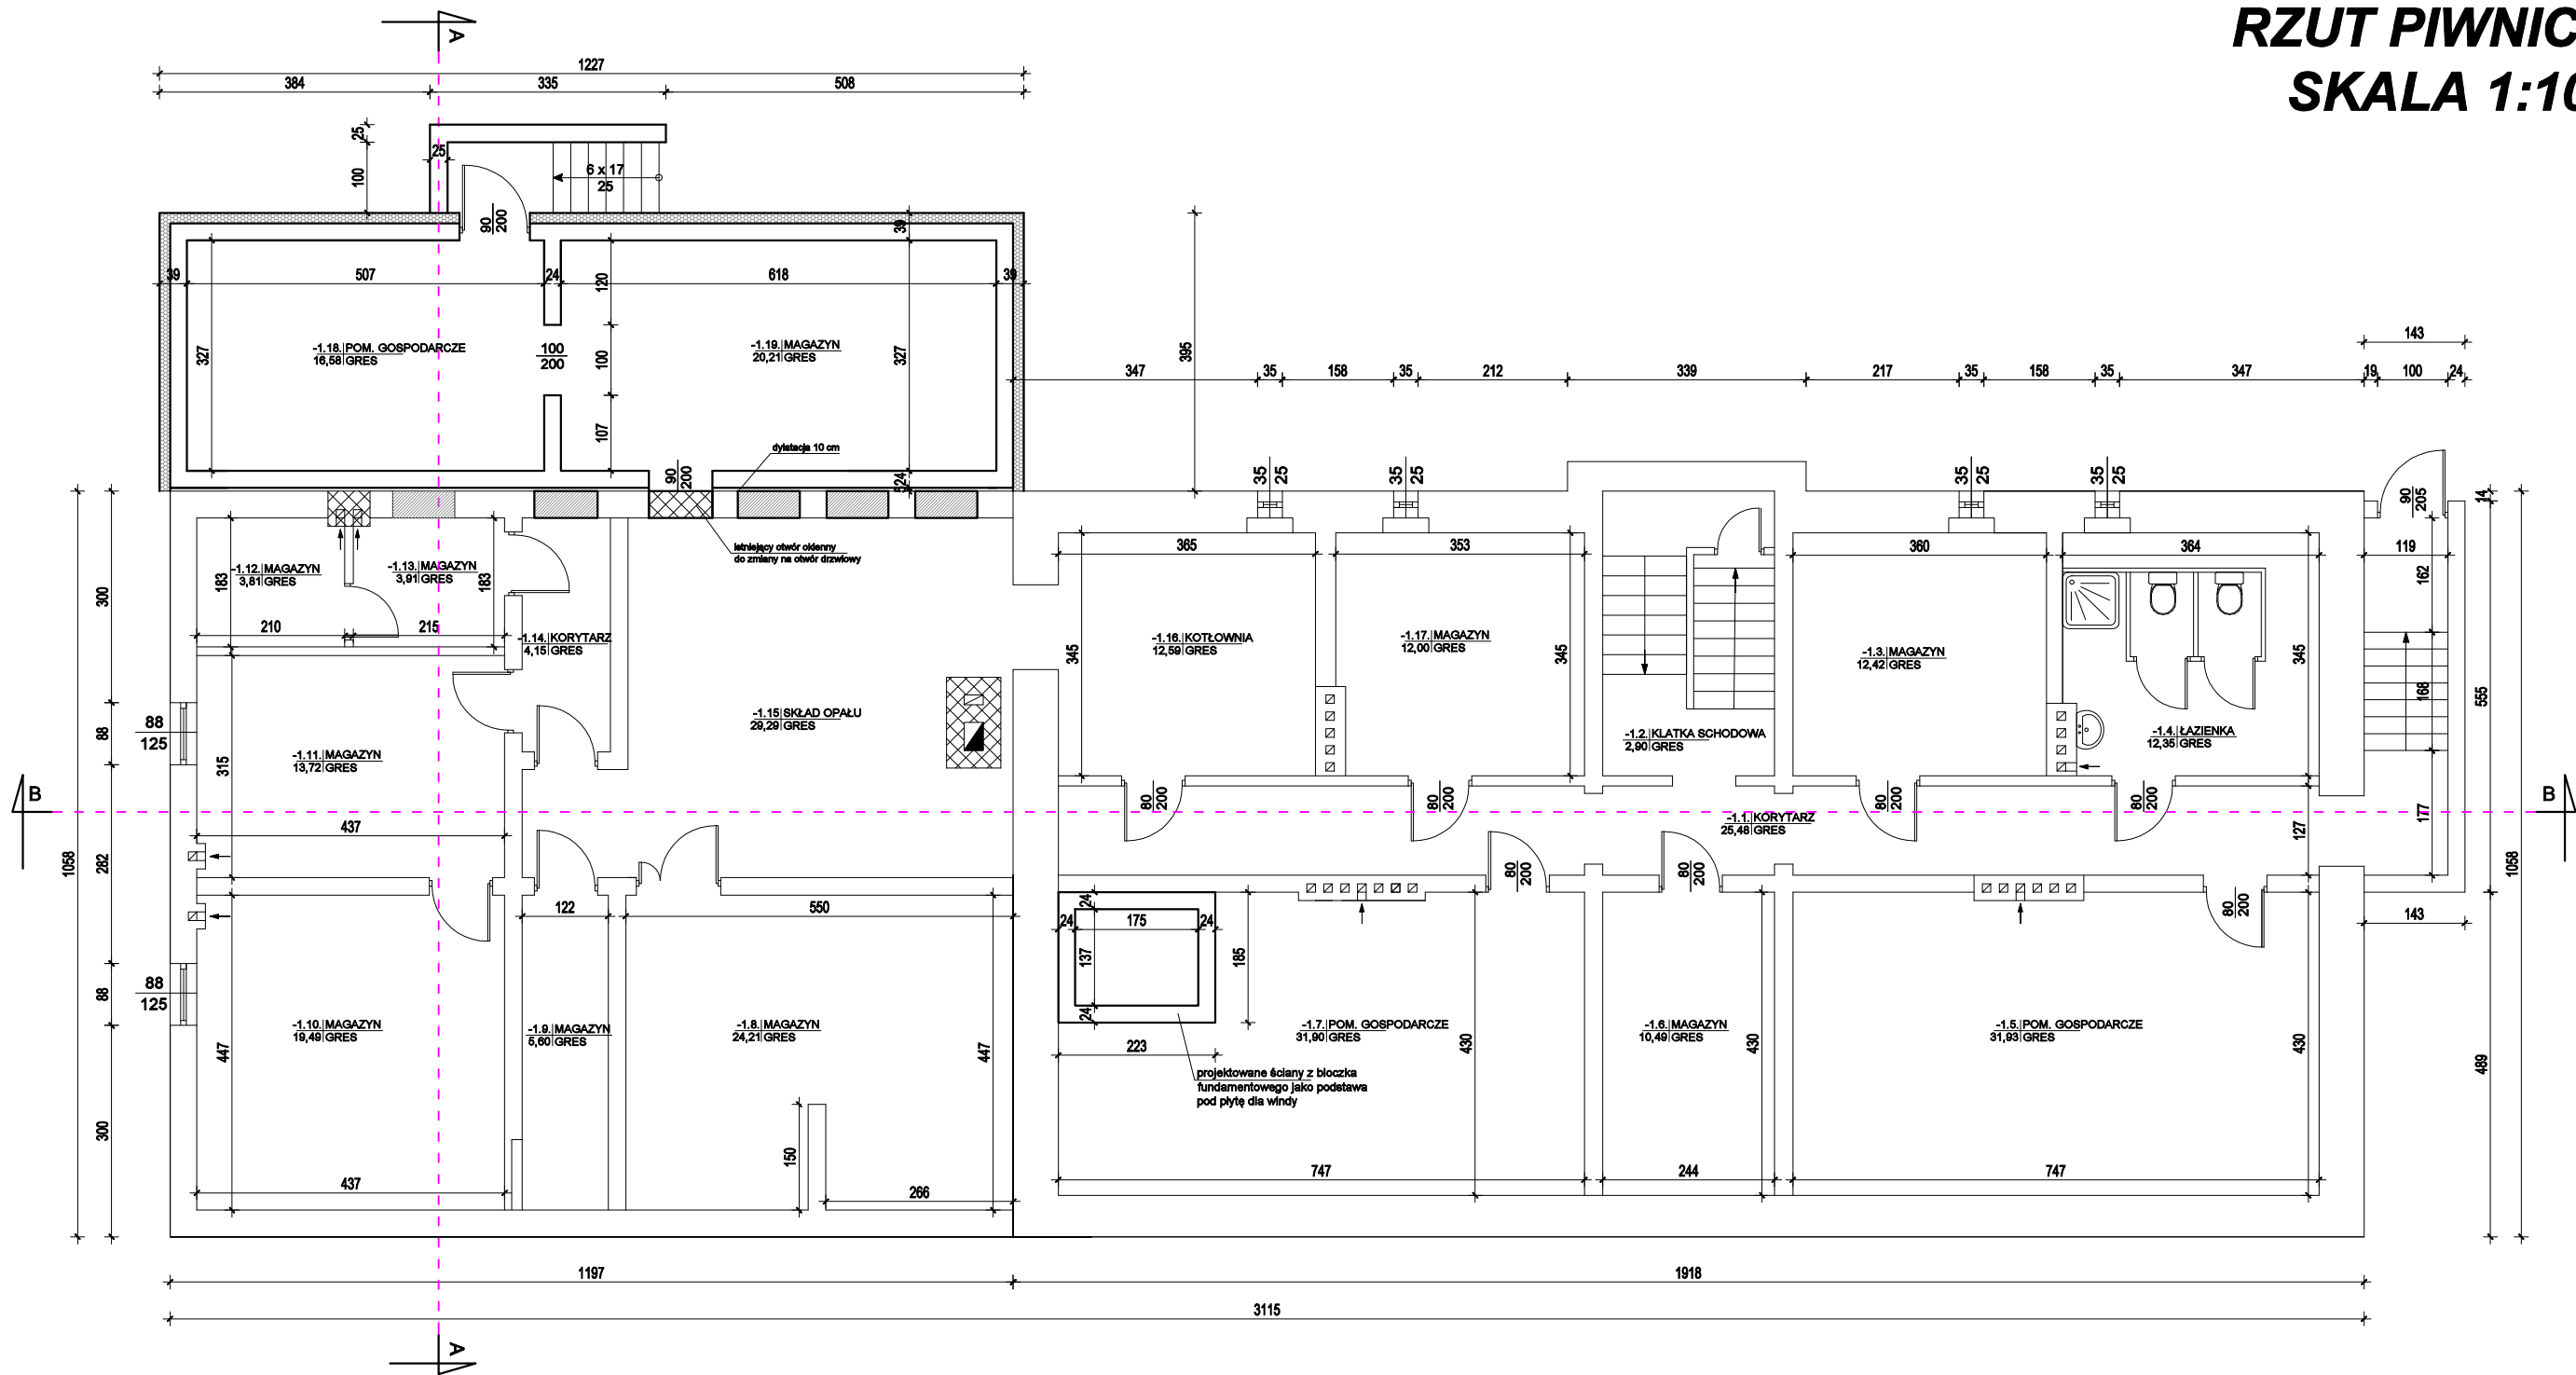 RZUT PIWNIC
SKALA 1:10
A
1227
384
335
508
25
25
100
6 x 17
25
90
200
39
39
507
24
618
39
120
327
-1.18. POM. GOSPODARCZE
16,58 GRES
100
200
100
-1.19. MAGAZYN
20,21 GRES
327
395
107
dylatacja 10 cm
90
200
524
143
347
35
158
35
212
339
217
35
158
35
347
19
100
24
35
25
35
25
35
25
35
25
90
205
14
istniejący otwór okienny
do zmiany na otwór drzwiowy
365
353
360
364
119
-1.12. MAGAZYN
3,81 GRES
-1.13. MAGAZYN
3,91 GRES
183
183
300
162
210
215
-1.14. KORYTARZ
4,15 GRES
-1.16. KOTŁOWNIA
12,59 GRES
-1.17. MAGAZYN
12,00 GRES
-1.3. MAGAZYN
12,42 GRES
345
345
345
168
555
-1.15 SKŁAD OPAŁU
29,29 GRES
-1.2. KLATKA SCHODOWA
2,90 GRES
-1.4. ŁAZIENKA
12,35 GRES
88
125
88
-1.11. MAGAZYN
13,72 GRES
315
B
80
200
80
200
80
200
80
200
B
177
-1.1. KORYTARZ
25,48 GRES
127
437
1058
282
1058
80
200
80
200
80
200
122
550
24
24
175
24
137
185
24
143
88
125
88
-1.10. MAGAZYN
19,49 GRES
-1.9. MAGAZYN
5,60 GRES
-1.8. MAGAZYN
24,21 GRES
-1.7. POM. GOSPODARCZE
31,90 GRES
-1.6. MAGAZYN
10,49 GRES
-1.5. POM. GOSPODARCZE
31,93 GRES
447
447
223
430
430
430
489
projektowane ściany z bloczka
fundamentowego jako podstawa
pod płytę dla windy
300
150
437
266
747
244
747
1197
1918
3115
A